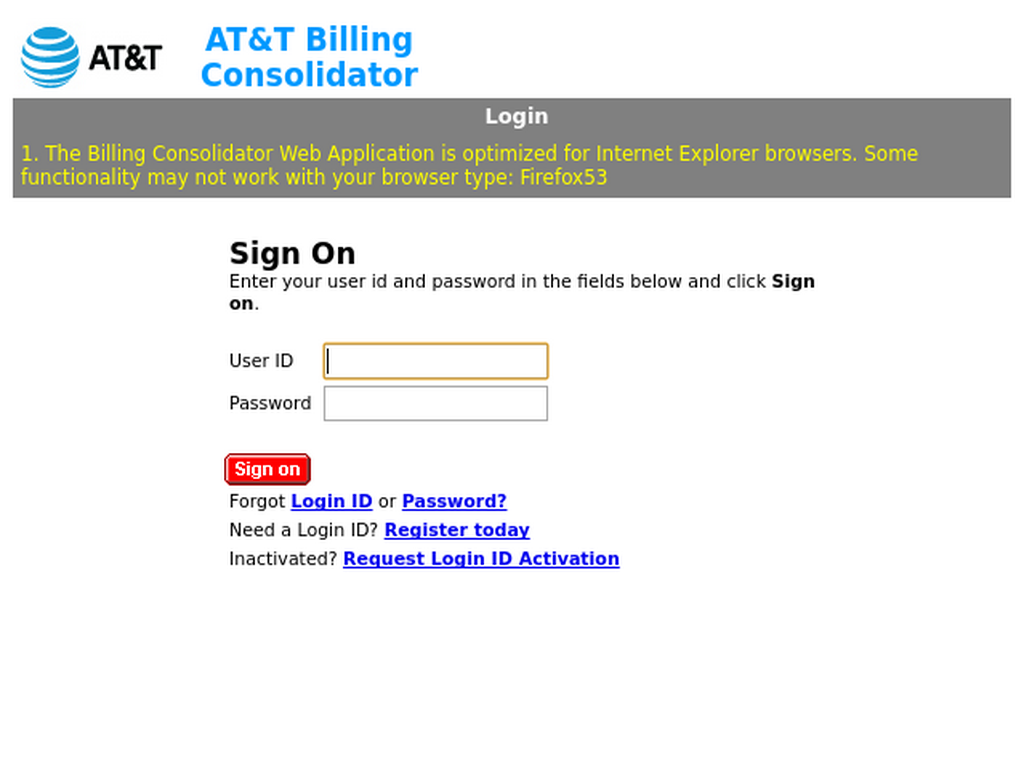 AT&T
AT&T Billing
Consolidator
Login
1. The Billing Consolidator Web Application is optimized for Internet Explorer browsers. Some
functionality may not work with your browser type: Firefox53
Sign On
Enter your user id and password in the fields below and click Sign
on.
User ID
Password
Sign on
Forgot Login ID or Password?
Need a Login ID? Register today
Inactivated? Request Login ID Activation